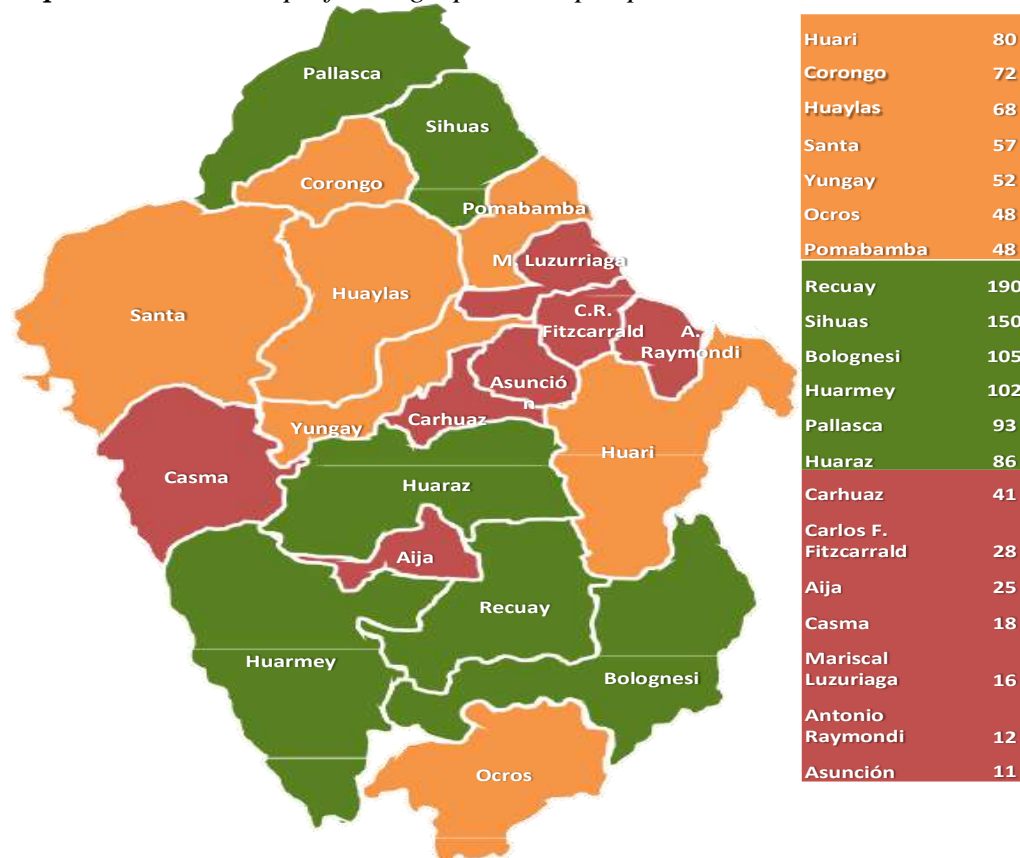 Pallasca
Sihuas
Corongo
Pomabamba
M. Luzurriaga
Huaylas
Santa
C.R.
Fitzcarrald
A.
Raymondi
Asunció
n
Carhuaz
Yungay
Huari
Casma
Huaraz
Aija
Recuay
Huarmey
Bolognesi
Ocros
Huari 80
Corongo 72
Huaylas 68
Santa 57
Yungay 52
Ocros 48
Pomabamba 48
Recuay 190
Sihuas 150
Bolognesi 105
Huarmey 102
Pallasca 93
Huaraz 86
Carhuaz 41
Carlos F.
Fitzcarrald 28
Aija 25
Casma 18
Mariscal
Luzuriaga 16
Antonio
Raymondi 12
Asunción 11